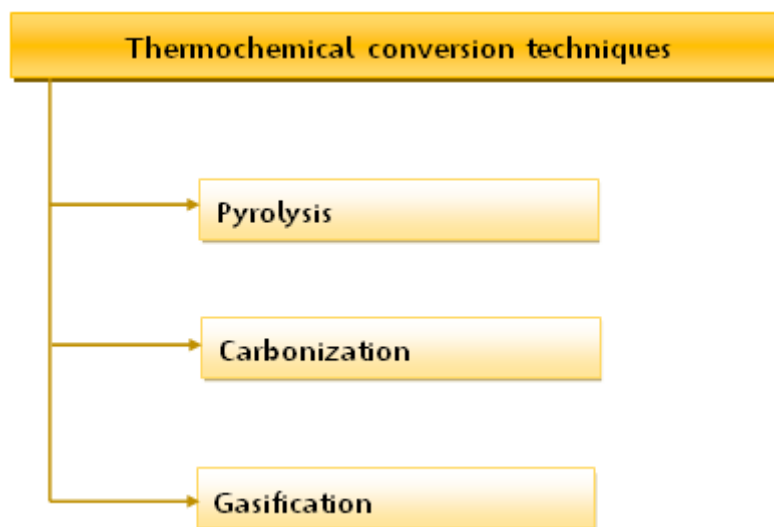 Thermochemical conversion techniques
Pyrolysis
Carbonization
Gasification